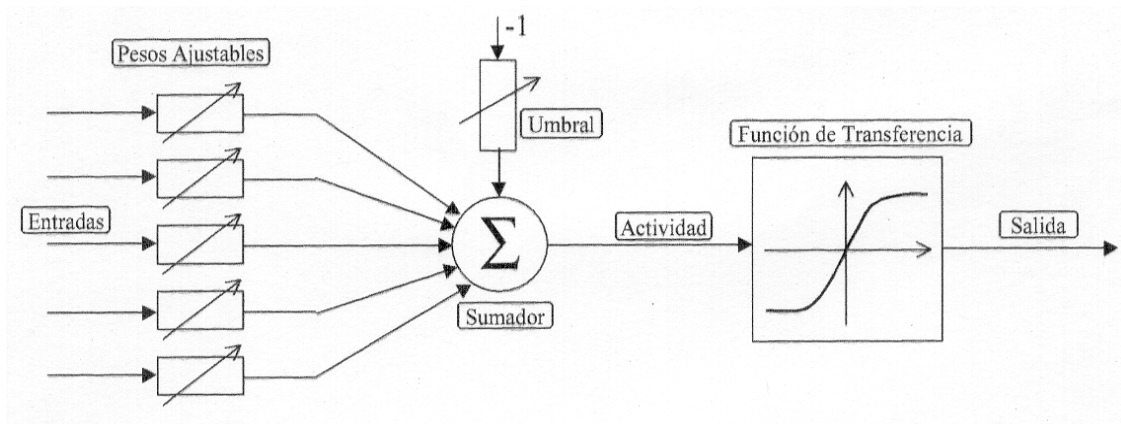 -1
Pesos Ajustables
Umbral
Función de Transferencia
Entradas
Σ
Actividad
Salida
Sumador